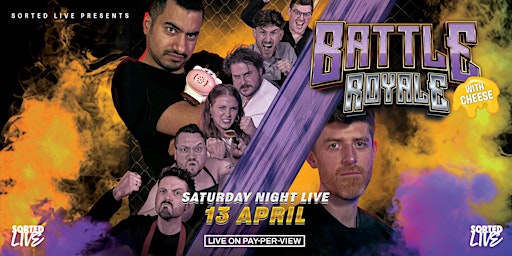 SORTED LIVE PRESENTS
BATTLE
ROYALE
WITH
CHEESE
SATURDAY NIGHT LIVE
13 APRIL
LIVE ON PAY-PER-VIEW
SORTED
LIVE
SORTED
LIVE